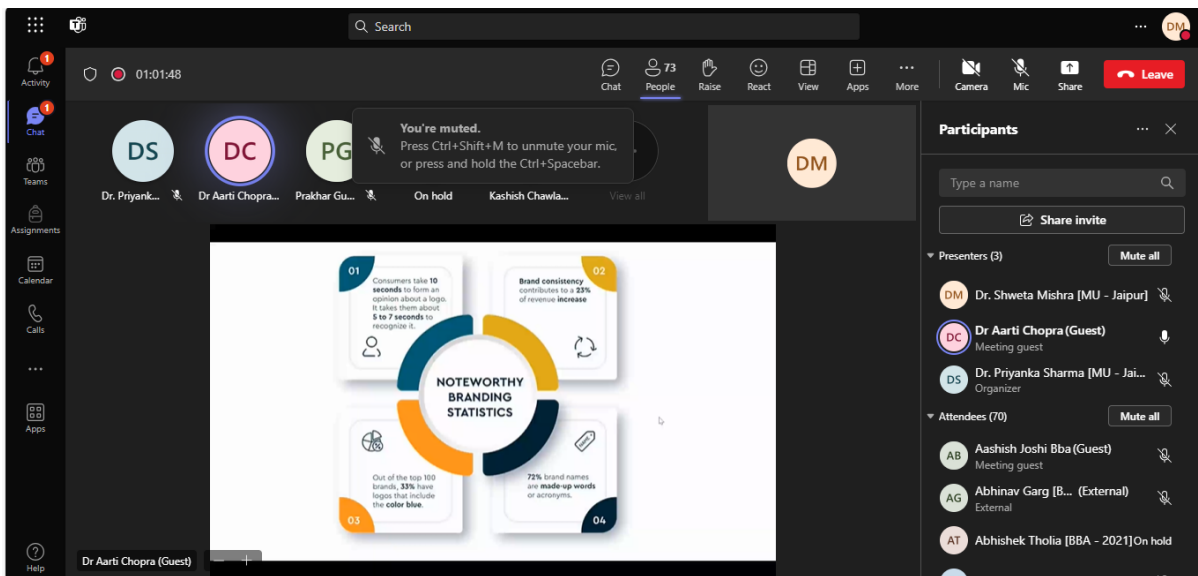 Search
DM
1
Activity
1
Chat
Teams
Assignments
Calendar
Calls
Apps
Help
01:01:48
Chat
73
People
Raise
React
View
Apps
More
Camera
Mic
Share
Leave
DS
Dr. Priyank...
DC
Dr Aarti Chopra...
PG
Prakhar Gu...
On hold
Kashish Chawla...
View all
You're muted.
Press Ctrl+Shift+M to unmute your mic,
or press and hold the Ctrl+Spacebar.
DM
01
Consumers take 10
seconds to form an
opinion about a logo.
It takes them about
5 to 7 seconds to
recognize it.
02
Brand consistency
contributes to a 23%
of revenue increase
NOTEWORTHY
BRANDING
STATISTICS
Out of the top 100
brands, 33% have
logos that include
the color blue.
03
72% brand names
are made-up words
or acronyms.
04
Dr Aarti Chopra (Guest)
Participants
Type a name
Share invite
Presenters (3)
Mute all
DM
Dr. Shweta Mishra [MU - Jaipur]
DC
Dr Aarti Chopra (Guest)
Meeting guest
DS
Dr. Priyanka Sharma [MU - Jai...
Organizer
Attendees (70)
Mute all
AB
Aashish Joshi Bba (Guest)
Meeting guest
AG
Abhinav Garg [B... (External)
External
AT
Abhishek Tholia [BBA - 2021] On hold